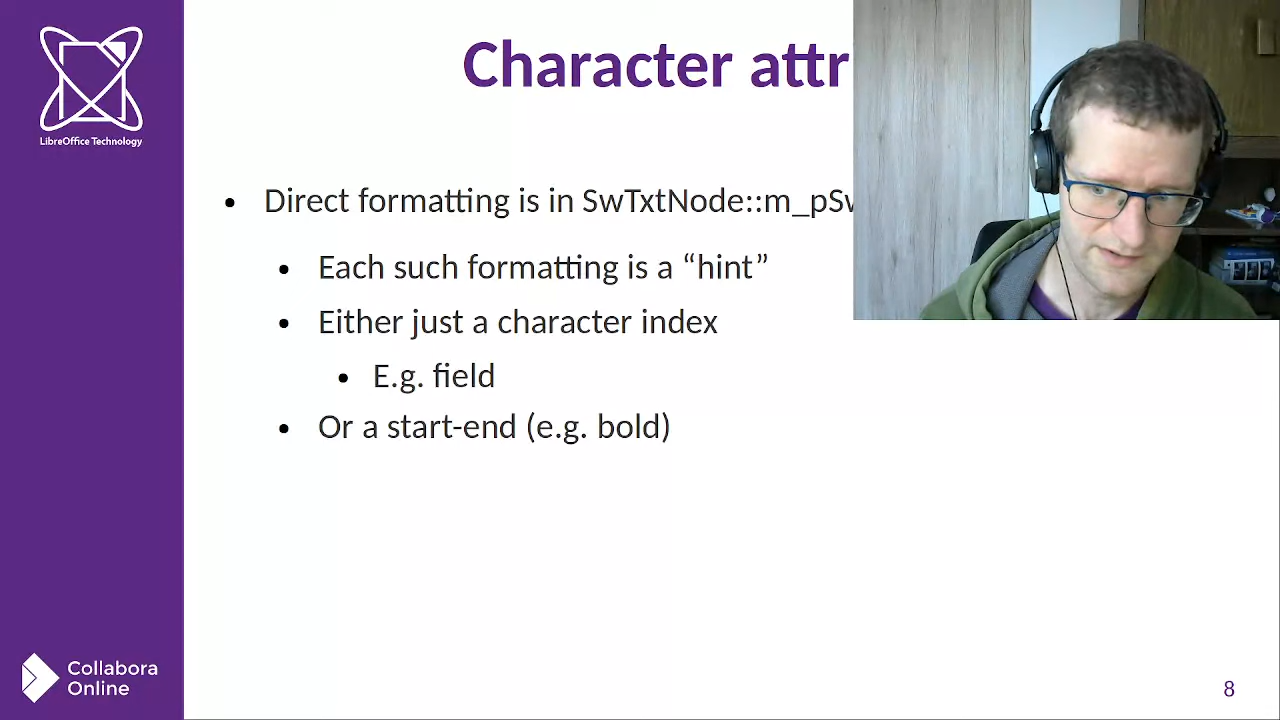 LibreOffice Technology
Character attr
Direct formatting is in SwTxtNode::m_pSw
Each such formatting is a “hint”
Either just a character index
E.g. field
Or a start-end (e.g. bold)
Collabora
Online
8